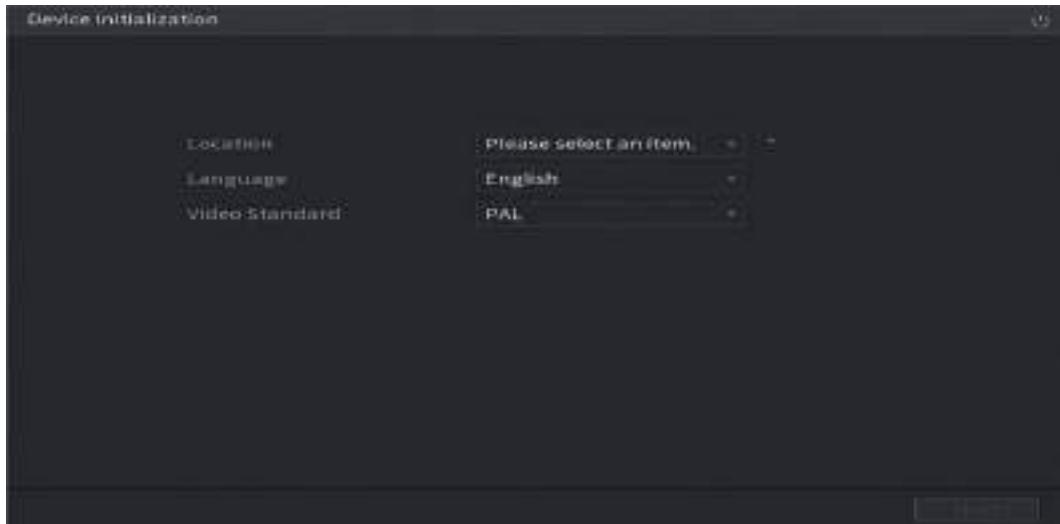 Device Initialization
Location Please select an item. *
Language English
Video Standard PAL